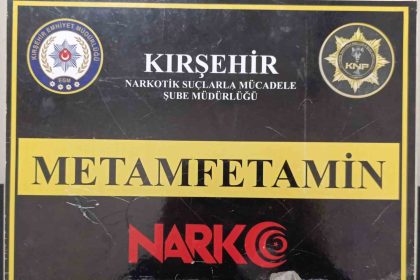 KIRŞEHİR EMNİYET MÜDÜRLÜĞÜ
EGM
KIRŞEHİR
NARKOTİK SUÇLARLA MÜCADELE
ŞUBE MÜDÜRLÜĞÜ
KNP
METAMFETAMİN
NARKO